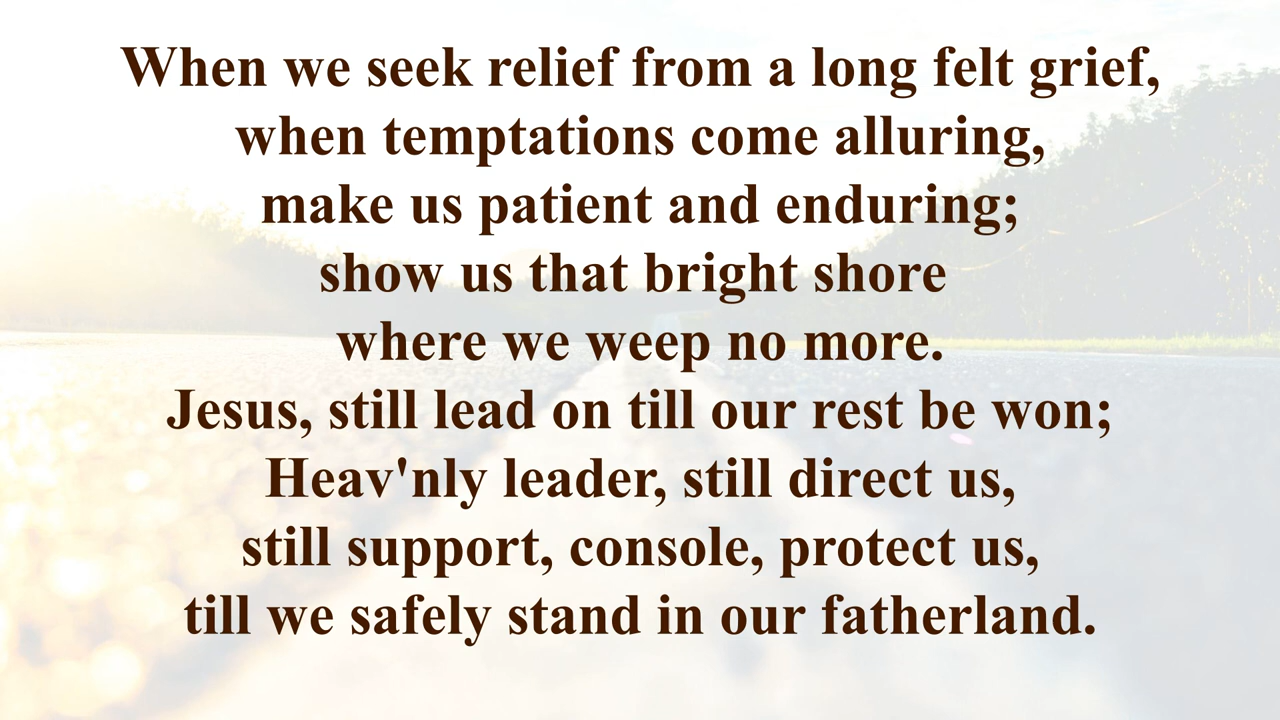 When we seek relief from a long felt grief,
when temptations come alluring,
make us patient and enduring;
show us that bright shore
where we weep no more.
Jesus, still lead on till our rest be won;
Heav'nly leader, still direct us,
still support, console, protect us,
till we safely stand in our fatherland.